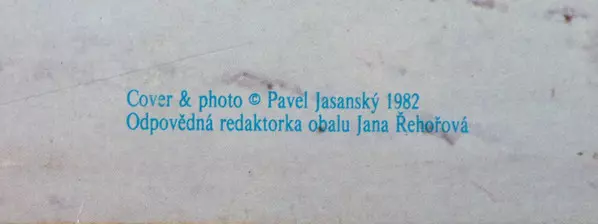 Cover & photo © Pavel Jasanský 1982
Odpovědná redaktorka obalu Jana Řehořová